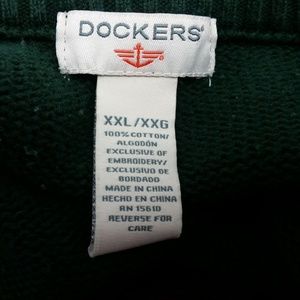 DOCKERS®
XXL/XXG
100% COTTON/
ALGODÓN
EXCLUSIVE OF
EMBROIDERY/
EXCLUSIVO DE
BORDADO
MADE IN CHINA
HECHO EN CHINA
RN 15610
REVERSE FOR
CARE